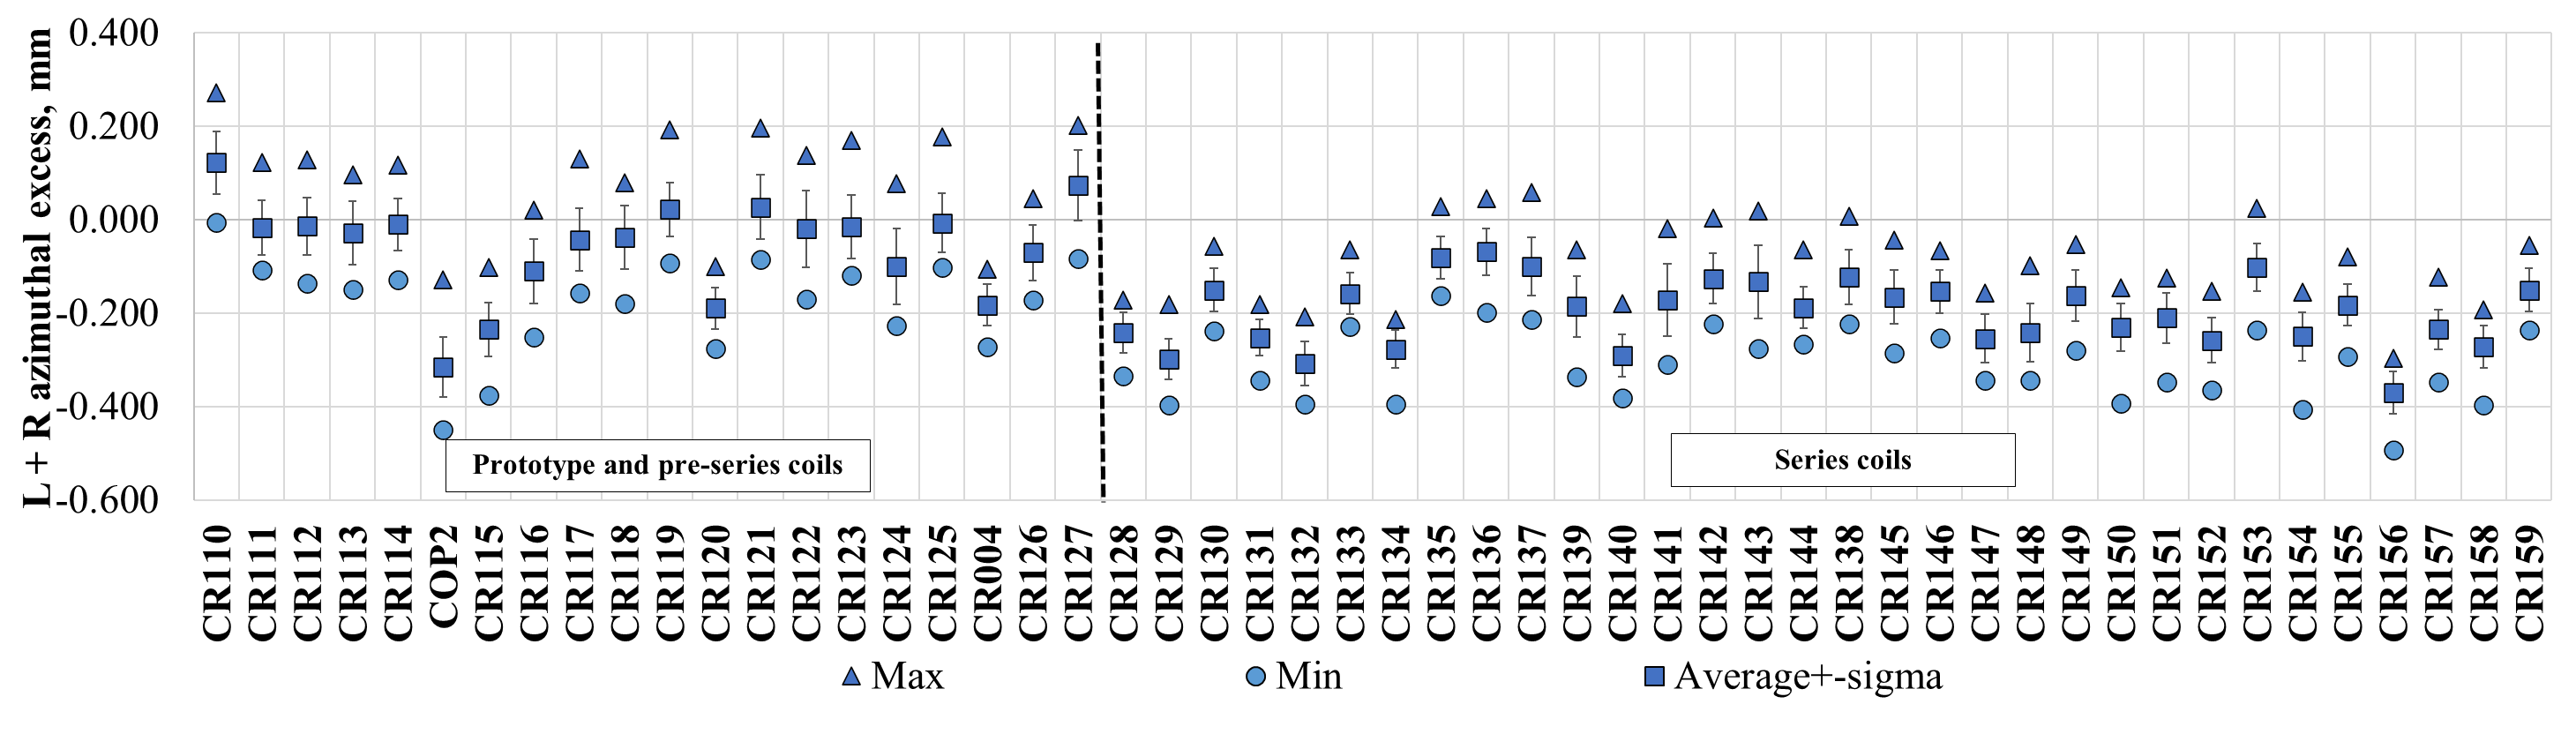 L + R azimuthal excess, mm
0.400
0.200
0.000
-0.200
-0.400
-0.600
Prototype and pre-series coils
Series coils
CR110
CR111
CR112
CR113
CR114
COP2
CR115
CR116
CR117
CR118
CR119
CR120
CR121
CR122
CR123
CR124
CR125
CR004
CR126
CR127
CR128
CR129
CR130
CR131
CR132
CR133
CR134
CR135
CR136
CR137
CR139
CR140
CR141
CR142
CR143
CR144
CR138
CR145
CR146
CR147
CR148
CR149
CR150
CR151
CR152
CR153
CR154
CR155
CR156
CR157
CR158
CR159
Max
Min
Average+-sigma